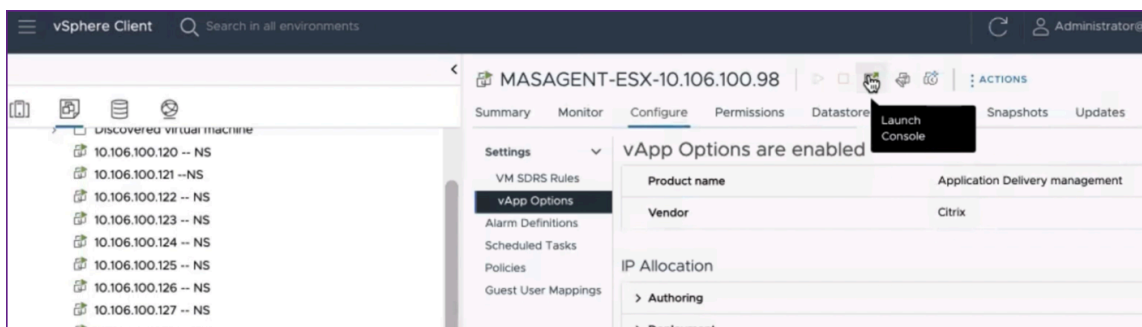 vSphere Client
Search in all environments
Administrator@
MASAGENT-ESX-10.106.100.98
ACTIONS
Summary Monitor Configure Permissions Datastore Snapshots Updates
Launch
Console
Discovered virtual machine
10.106.100.120 -- NS
10.106.100.121 --NS
10.106.100.122 -- NS
10.106.100.123 -- NS
10.106.100.124 -- NS
10.106.100.125 -- NS
10.106.100.126 -- NS
10.106.100.127 -- NS
Settings
VM SDRS Rules
vApp Options
Alarm Definitions
Scheduled Tasks
Policies
Guest User Mappings
vApp Options are enabled
Product name Application Delivery management
Vendor Citrix
IP Allocation
Authoring